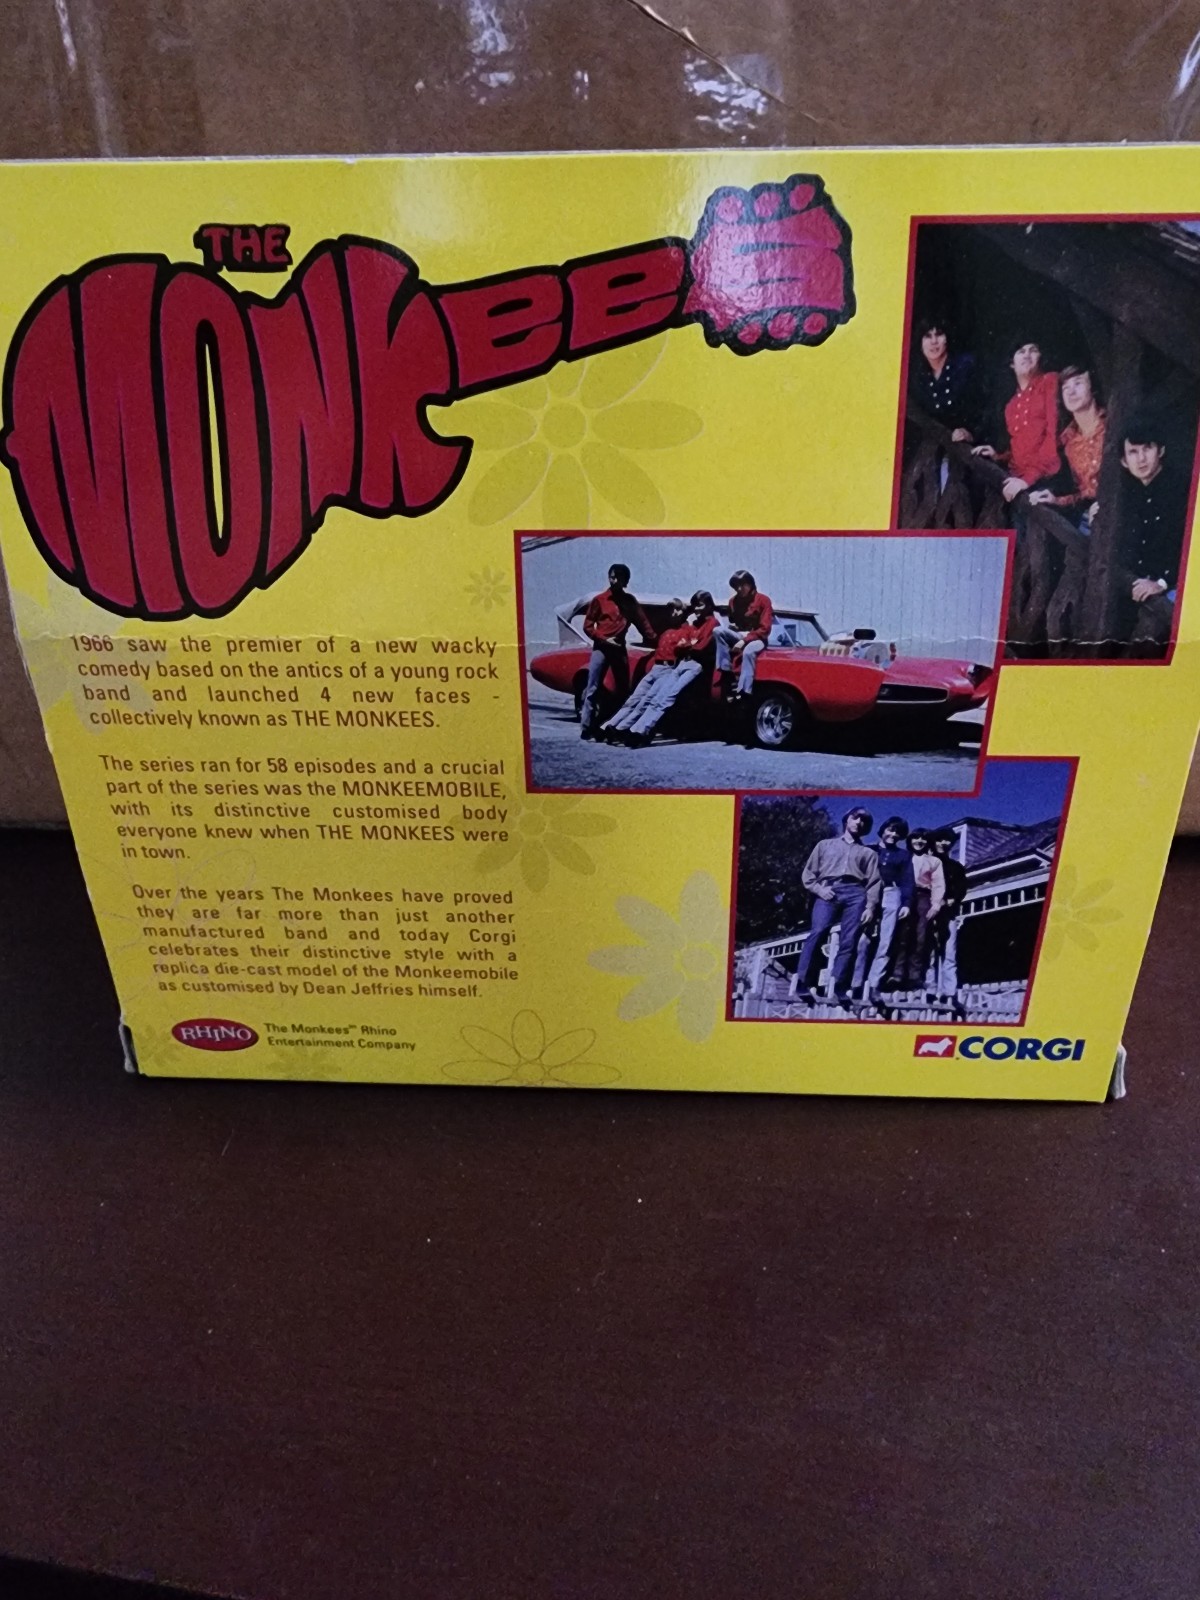 THE
MONKEES
1966 saw the premier of a new wacky
comedy based on the antics of a young rock
band and launched 4 new faces -
collectively known as THE MONKEES.
The series ran for 58 episodes and a crucial
part of the series was the MONKEEMOBILE,
with its distinctive customised body
everyone knew when THE MONKEES were
in town.
Over the years The Monkees have proved
they are far more than just another
manufactured band and today Corgi
celebrates their distinctive style with a
replica die-cast model of the Monkeemobile
as customised by Dean Jeffries himself.
RHINO
The Monkees™ Rhino
Entertainment Company
CORGI